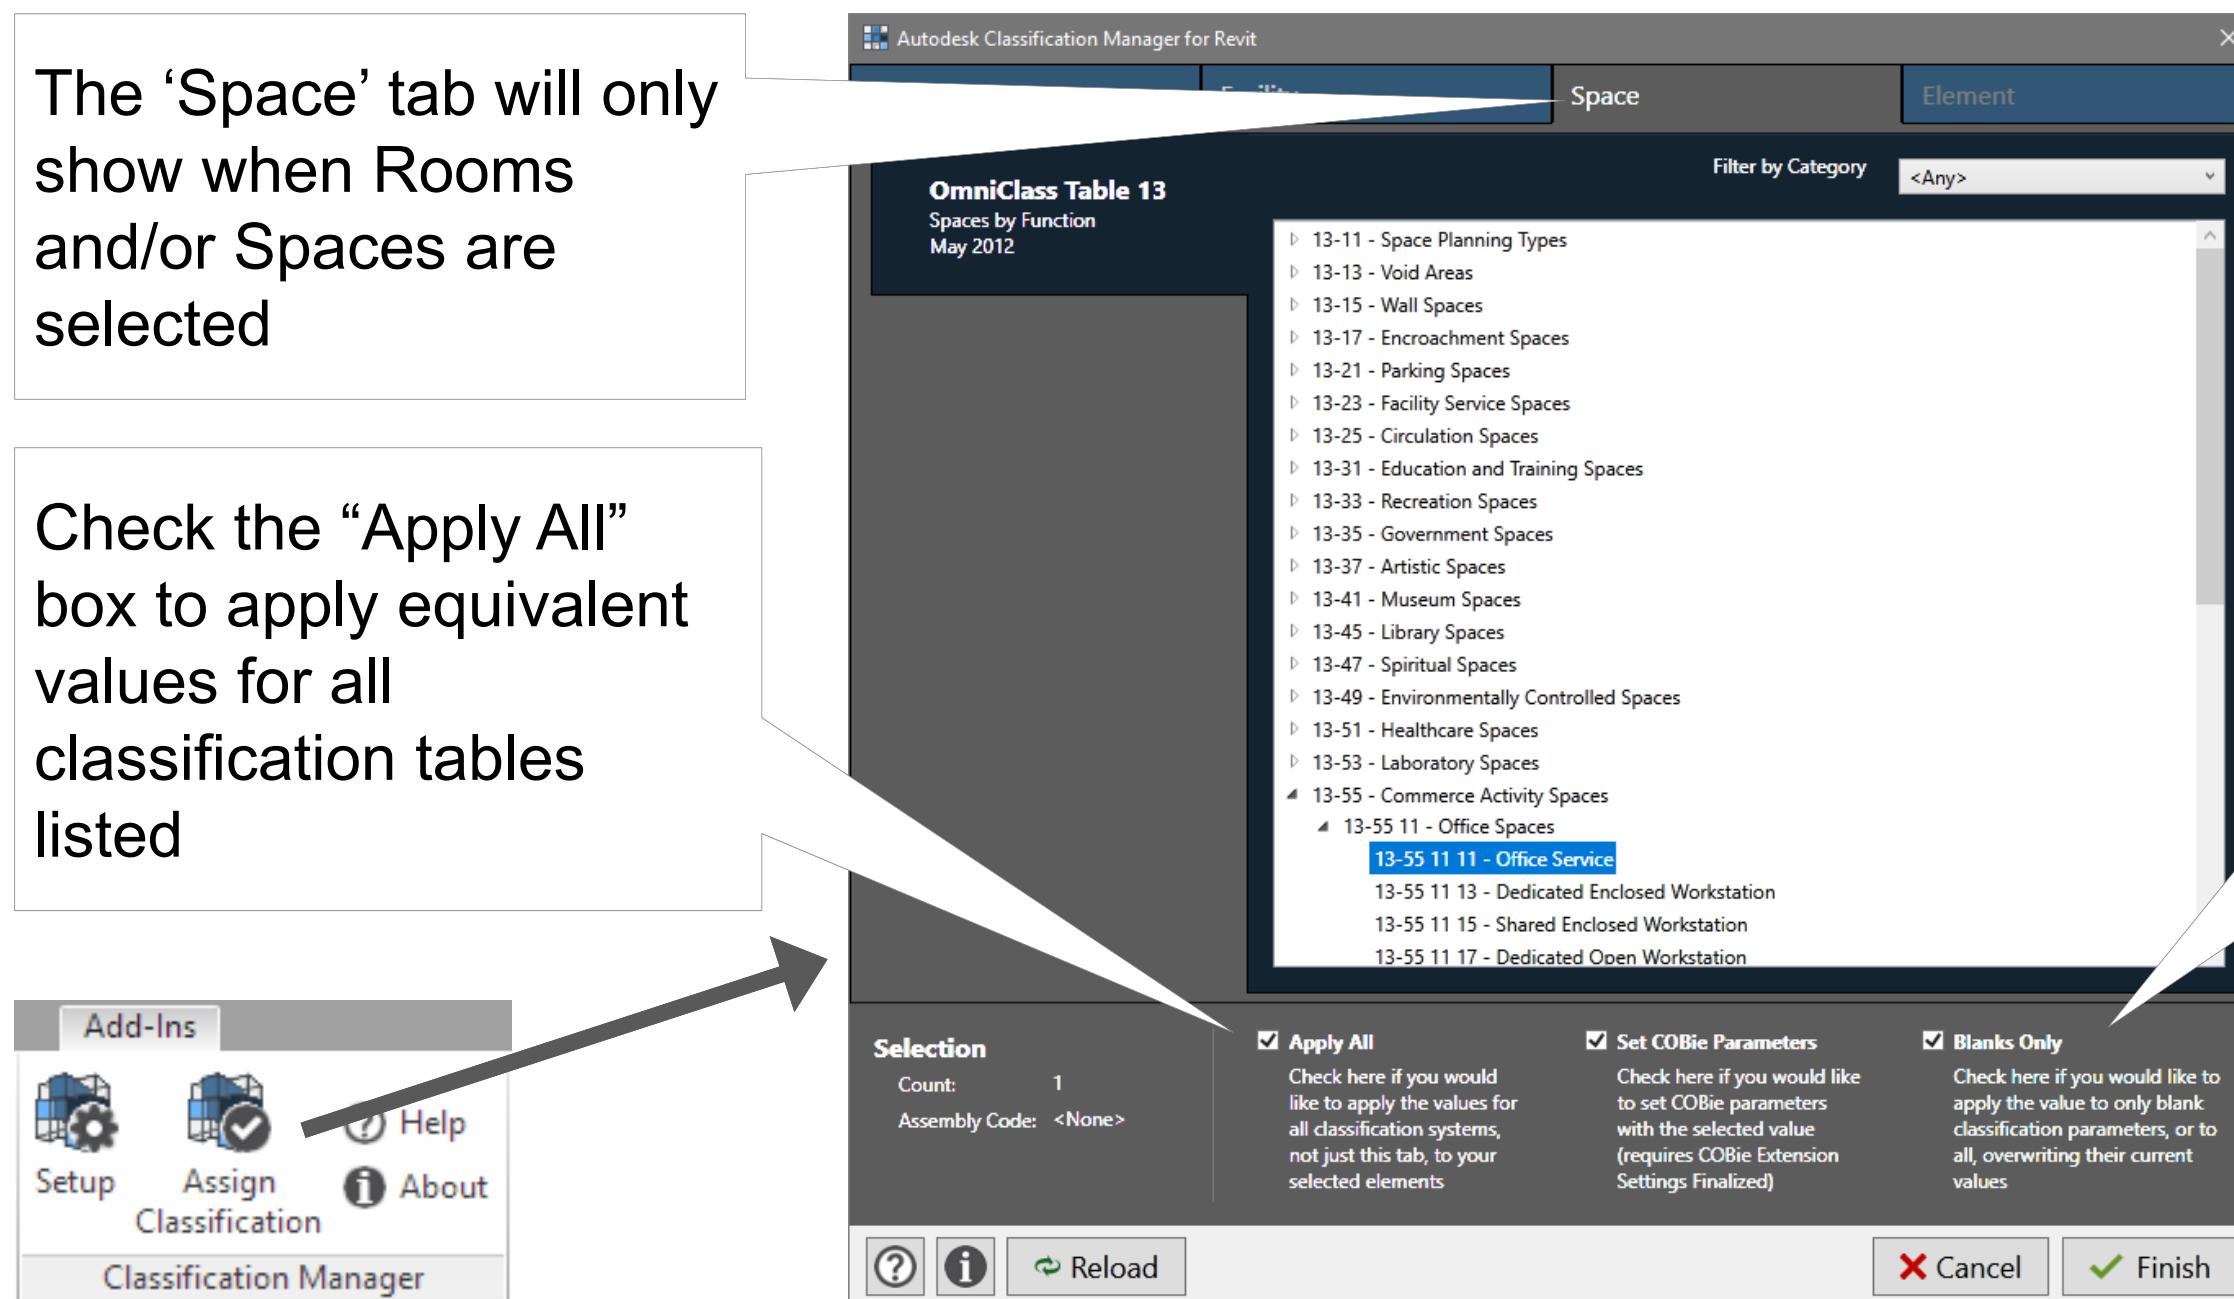 The ‘Space’ tab will only
show when Rooms
and/or Spaces are
selected
Check the “Apply All”
box to apply equivalent
values for all
classification tables
listed
Add-Ins
Setup
Assign
Classification
Help
About
Classification Manager
Autodesk Classification Manager for Revit
Space
Element
OmniClass Table 13
Spaces by Function
May 2012
Filter by Category
<Any>
13-11 - Space Planning Types
13-13 - Void Areas
13-15 - Wall Spaces
13-17 - Encroachment Spaces
13-21 - Parking Spaces
13-23 - Facility Service Spaces
13-25 - Circulation Spaces
13-31 - Education and Training Spaces
13-33 - Recreation Spaces
13-35 - Government Spaces
13-37 - Artistic Spaces
13-41 - Museum Spaces
13-45 - Library Spaces
13-47 - Spiritual Spaces
13-49 - Environmentally Controlled Spaces
13-51 - Healthcare Spaces
13-53 - Laboratory Spaces
13-55 - Commerce Activity Spaces
13-55 11 - Office Spaces
13-55 11 11 - Office Service
13-55 11 13 - Dedicated Enclosed Workstation
13-55 11 15 - Shared Enclosed Workstation
13-55 11 17 - Dedicated Open Workstation
Selection
Count: 1
Assembly Code: <None>
Apply All
Check here if you would
like to apply the values for
all classification systems,
not just this tab, to your
selected elements
Set COBie Parameters
Check here if you would like
to set COBie parameters
with the selected value
(requires COBie Extension
Settings Finalized)
Blanks Only
Check here if you would like to
apply the value to only blank
classification parameters, or to
all, overwriting their current
values
Reload
Cancel
Finish